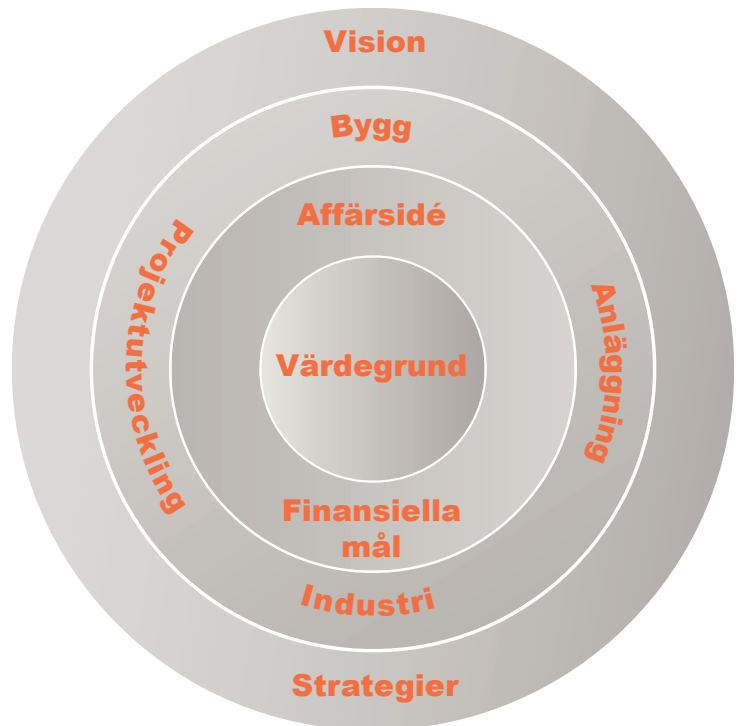 Vision
Bygg
Affärsidé
Projektutveckling
Anläggning
Värdegrund
Finansiella
mål
Industri
Strategier